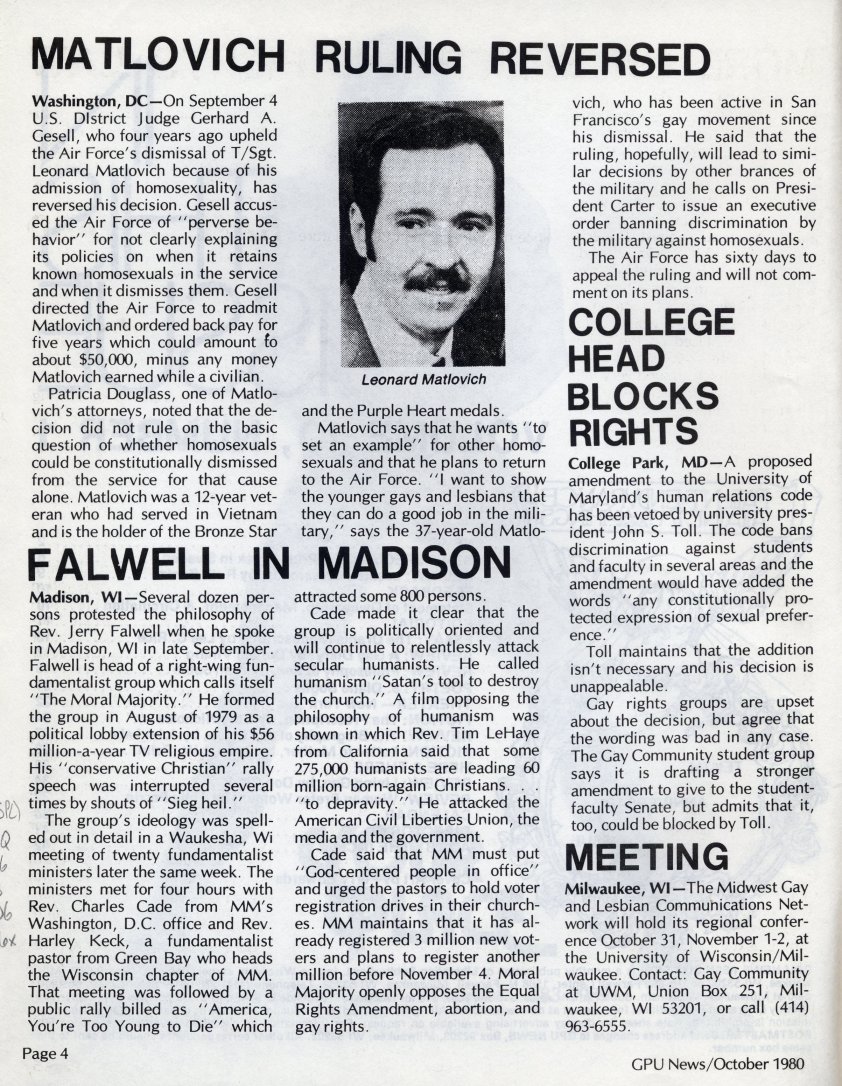 MATLOVICH RULING REVERSED
Washington, DC—On September 4
U.S. DIstrict Judge Gerhard A.
Gesell, who four years ago upheld
the Air Force's dismissal of T/Sgt.
Leonard Matlovich because of his
admission of homosexuality, has
reversed his decision. Gesell accus-
ed the Air Force of "perverse be-
havior" for not clearly explaining
its policies on when it retains
known homosexuals in the service
and when it dismisses them. Gesell
directed the Air Force to readmit
Matlovich and ordered back pay for
five years which could amount to
about $50,000, minus any money
Matlovich earned while a civilian.
Patricia Douglass, one of Matlo-
vich's attorneys, noted that the de-
cision did not rule on the basic
question of whether homosexuals
could be constitutionally dismissed
from the service for that cause
alone. Matlovich was a 12-year vet-
eran who had served in Vietnam
and is the holder of the Bronze Star
Leonard Matlovich
and the Purple Heart medals.
Matlovich says that he wants "to
set an example" for other homo-
sexuals and that he plans to return
to the Air Force. "I want to show
the younger gays and lesbians that
they can do a good job in the mili-
tary," says the 37-year-old Matlo-
vich, who has been active in San
Francisco's gay movement since
his dismissal. He said that the
ruling, hopefully, will lead to simi-
lar decisions by other brances of
the military and he calls on Presi-
dent Carter to issue an executive
order banning discrimination by
the military against homosexuals.
The Air Force has sixty days to
appeal the ruling and will not com-
ment on its plans.
COLLEGE
HEAD
BLOCKS
RIGHTS
College Park, MD—A proposed
amendment to the University of
Maryland's human relations code
has been vetoed by university pres-
ident John S. Toll. The code bans
discrimination against students
and faculty in several areas and the
amendment would have added the
words "any constitutionally pro-
tected expression of sexual prefer-
ence."
Toll maintains that the addition
isn't necessary and his decision is
unappealable.
Gay rights groups are upset
about the decision, but agree that
the wording was bad in any case.
The Gay Community student group
says it is drafting a stronger
amendment to give to the student-
faculty Senate, but admits that it,
too, could be blocked by Toll.
FALWELL IN MADISON
Madison, WI—Several dozen per-
sons protested the philosophy of
Rev. Jerry Falwell when he spoke
in Madison, WI in late September.
Falwell is head of a right-wing fun-
damentalist group which calls itself
"The Moral Majority." He formed
the group in August of 1979 as a
political lobby extension of his $56
million-a-year TV religious empire.
His "conservative Christian" rally
speech was interrupted several
times by shouts of "Sieg heil."
The group's ideology was spell-
ed out in detail in a Waukesha, Wi
meeting of twenty fundamentalist
ministers later the same week. The
ministers met for four hours with
Rev. Charles Cade from MM's
Washington, D.C. office and Rev.
Harley Keck, a fundamentalist
pastor from Green Bay who heads
the Wisconsin chapter of MM.
That meeting was followed by a
public rally billed as "America,
You're Too Young to Die" which
attracted some 800 persons.
Cade made it clear that the
group is politically oriented and
will continue to relentlessly attack
secular humanists. He called
humanism "Satan's tool to destroy
the church." A film opposing the
philosophy of humanism was
shown in which Rev. Tim LeHaye
from California said that some
275,000 humanists are leading 60
million born-again Christians. . .
"to depravity." He attacked the
American Civil Liberties Union, the
media and the government.
Cade said that MM must put
"God-centered people in office"
and urged the pastors to hold voter
registration drives in their church-
es. MM maintains that it has al-
ready registered 3 million new vot-
ers and plans to register another
million before November 4. Moral
Majority openly opposes the Equal
Rights Amendment, abortion, and
gay rights.
MEETING
Milwaukee, WI—The Midwest Gay
and Lesbian Communications Net-
work will hold its regional confer-
ence October 31, November 1-2, at
the University of Wisconsin/Mil-
waukee. Contact: Gay Community
at UWM, Union Box 251, Mil-
waukee, WI 53201, or call (414)
963-6555.
Page 4
GPU News/October 1980